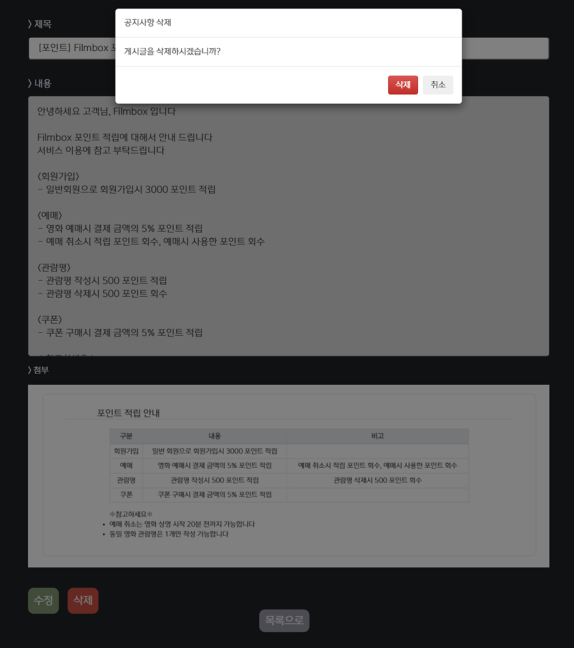 공지사항 삭제
게시글을 삭제하시겠습니까?
삭제 취소
〉제목
[포인트] Filmbox
〉내용
안녕하세요 고객님, Filmbox 입니다
Filmbox 포인트 적립에 대해서 안내 드립니다
서비스 이용에 참고 부탁드립니다
<회원가입>
- 일반회원으로 회원가입시 3000 포인트 적립
<예매>
- 영화 예매시 결제 금액의 5% 포인트 적립
- 예매 취소시 적립 포인트 회수, 예매시 사용한 포인트 회수
<관람평>
- 관람평 작성시 500 포인트 적립
- 관람평 삭제시 500 포인트 회수
<쿠폰>
- 쿠폰 구매시 결제 금액의 5% 포인트 적립
〉첨부
포인트 적립 안내
구분 내용 비고
회원가입 일반 회원으로 회원가입시 3000 포인트 적립
예매 영화 예매시 결제 금액의 5% 포인트 적립 예매 취소시 적립 포인트 회수, 예매시 사용한 포인트 회수
관람평 관람평 작성시 500 포인트 적립 관람평 삭제시 500 포인트 회수
쿠폰 쿠폰 구매시 결제 금액의 5% 포인트 적립
※참고하세요※
• 예매 취소는 영화 상영 시작 20분 전까지 가능합니다
• 동일 영화 관람평은 1개만 작성 가능합니다
수정 삭제
목록으로